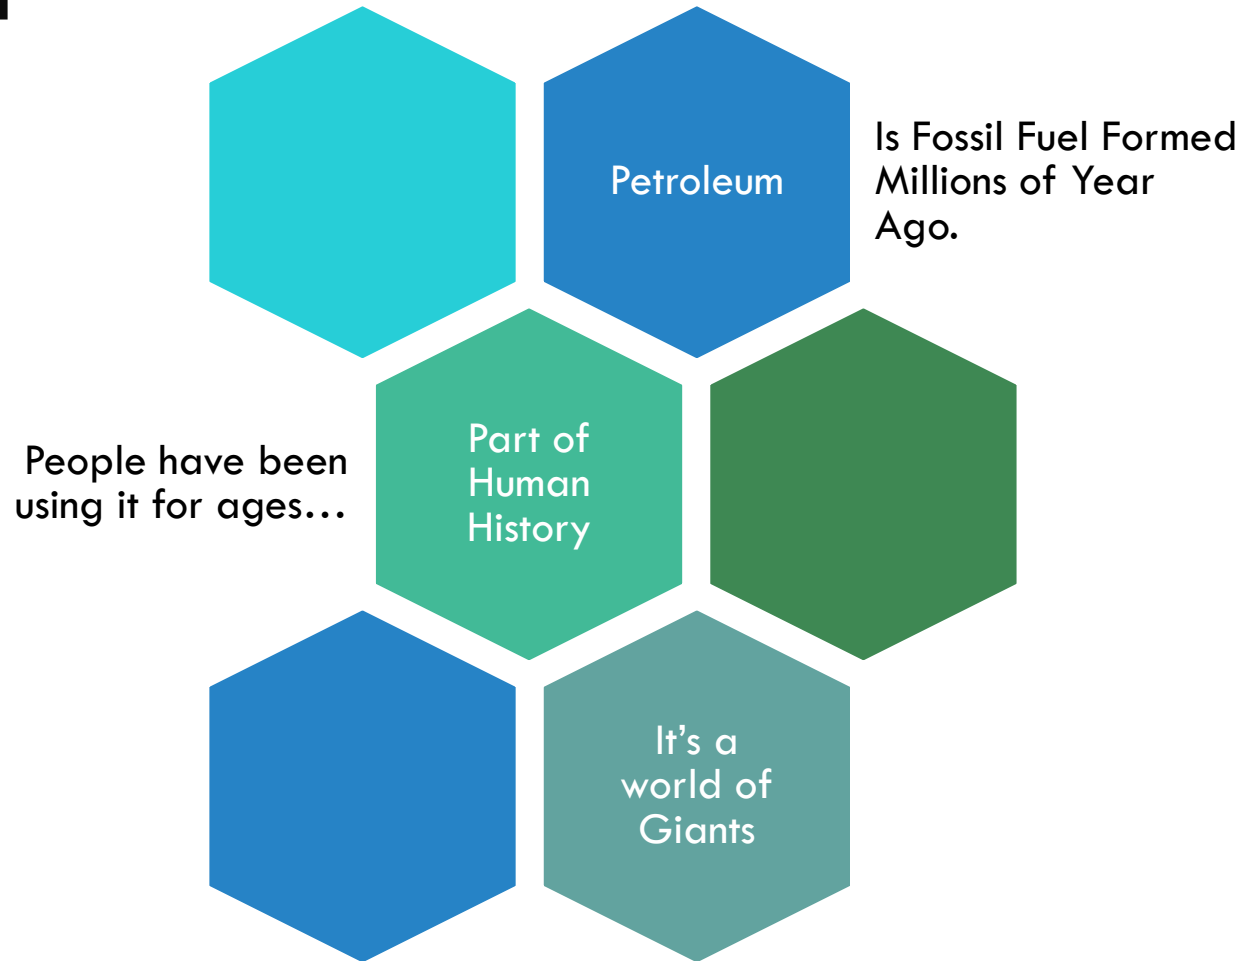 Petroleum
Is Fossil Fuel Formed
Millions of Year
Ago.
Part of
Human
History
People have been
using it for ages…
It’s a
world of
Giants